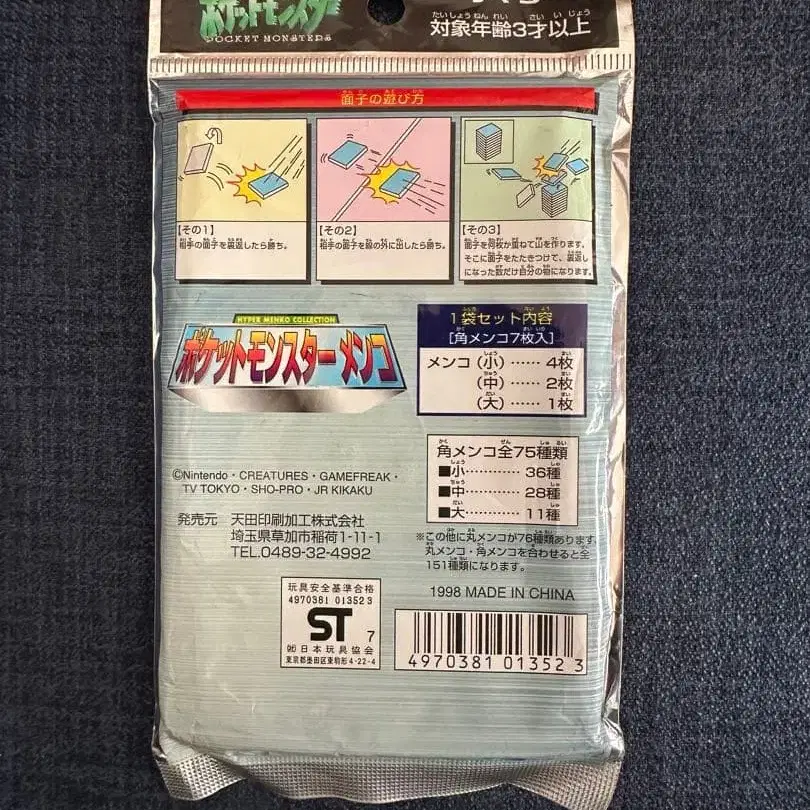 ポケットモンスター
POCKET MONSTERS
対象年齢3才以上
面子の遊び方
【その1】
相手の面子を裏返したら勝ち。
【その2】
相手の面子を線の外に出したら勝ち。
【その3】
面子を何枚か重ねて山を作ります。
そこに面子をたたきつけて、裏返し
になった数だけ自分の物になります。
HYPER MENKO COLLECTION
ポケットモンスター メンコ
1袋セット内容
[角メンコ7枚入]
メンコ(小)……4枚
(中)……2枚
(大)……1枚
角メンコ全75種類
■小…………36種
■中…………28種
■大…………11種
※この他に丸メンコが76種類あります。
丸メンコ・角メンコを合わせると全
151種類になります。
©Nintendo・CREATURES・GAMEFREAK・
TV TOKYO・SHO-PRO・JR KIKAKU
発売元 天田印刷加工株式会社
埼玉県草加市稲荷1-11-1
TEL.0489-32-4992
1998 MADE IN CHINA
玩具安全基準合格
4970381 013523
ST 7
㈳日本玩具協会
東京都墨田区東駒形4-22-4
4970381 013523